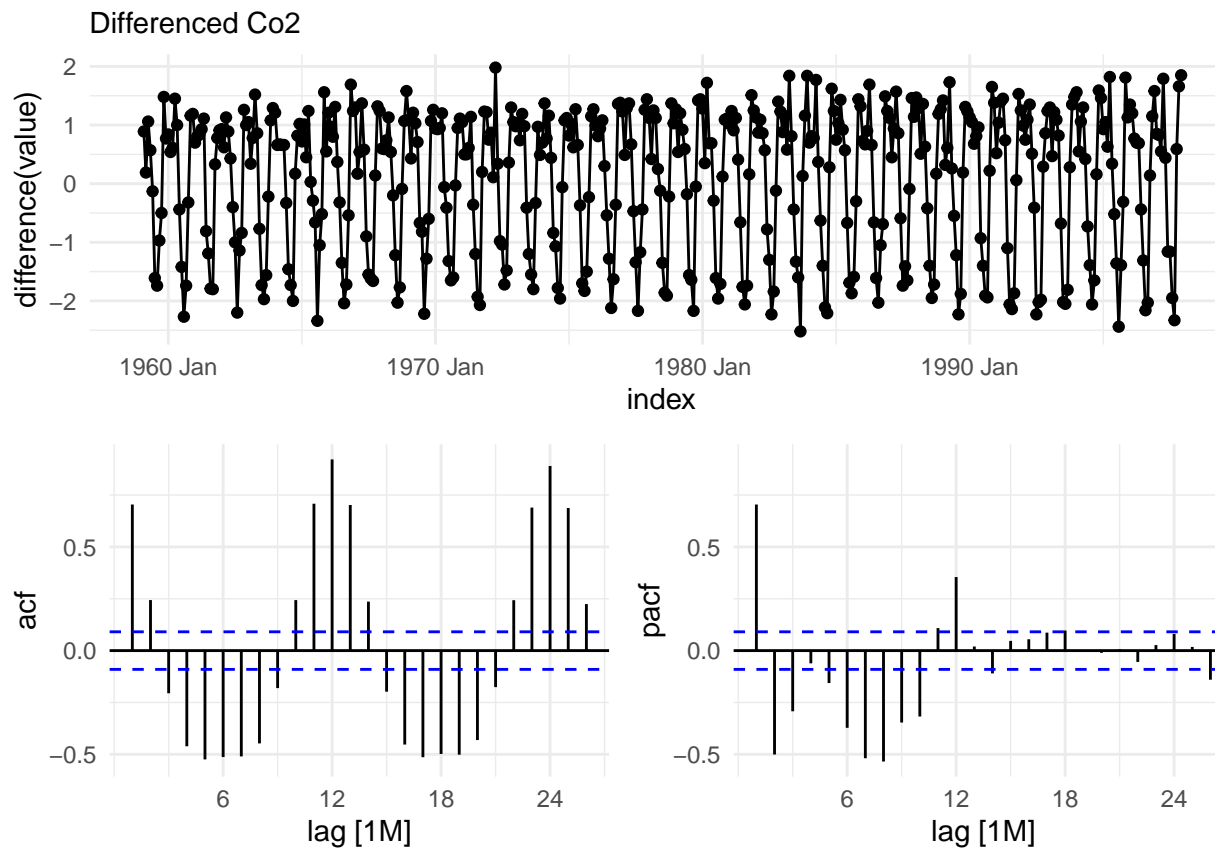 Differenced Co2
difference(value)
2
1
0
−1
−2
1960 Jan 1970 Jan 1980 Jan 1990 Jan
index
acf
0.5
0.0
−0.5
6 12 18 24
lag [1M]
pacf
0.5
0.0
−0.5
6 12 18 24
lag [1M]